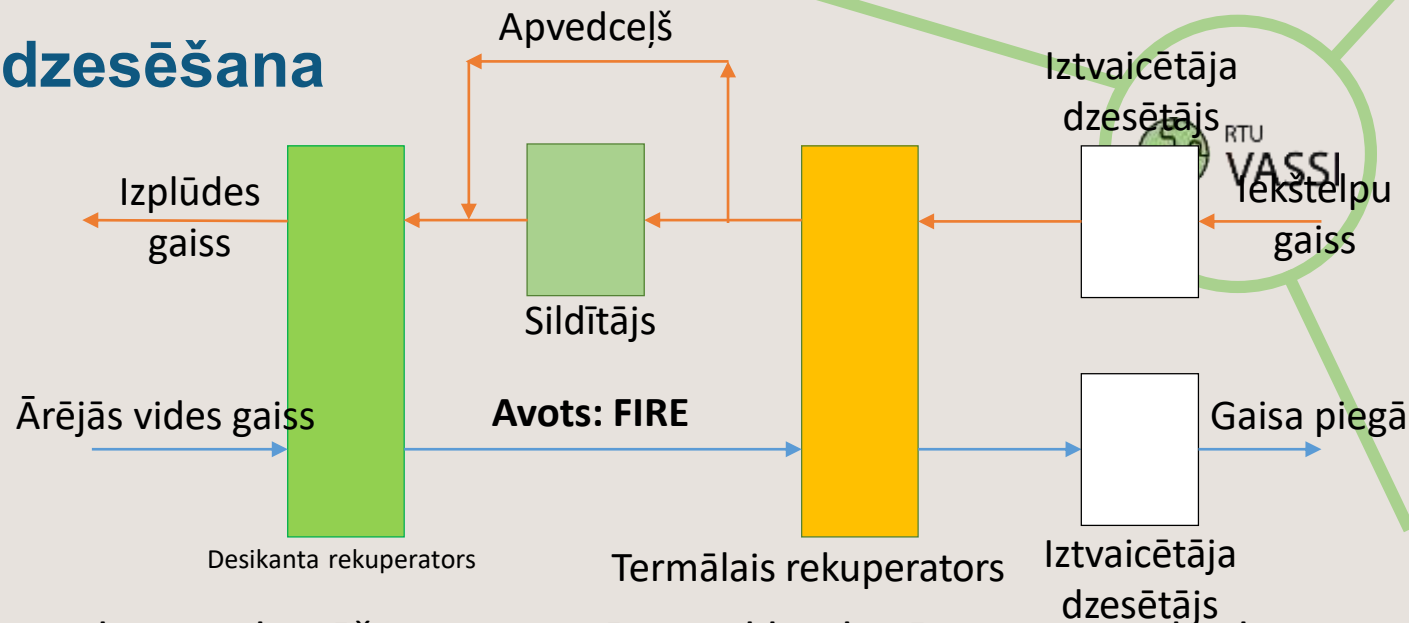 dzesēšana
Apvedceļš
Iztvaicētāja
dzesētājs
RTU
VASSI
Izplūdes
gaiss
Iekštelpu
gaiss
Sildītājs
Ārējās vides gaiss
Avots: FIRE
Gaisa piegā
Desikanta rekuperators
Termālais rekuperators
Iztvaicētāja
dzesētājs